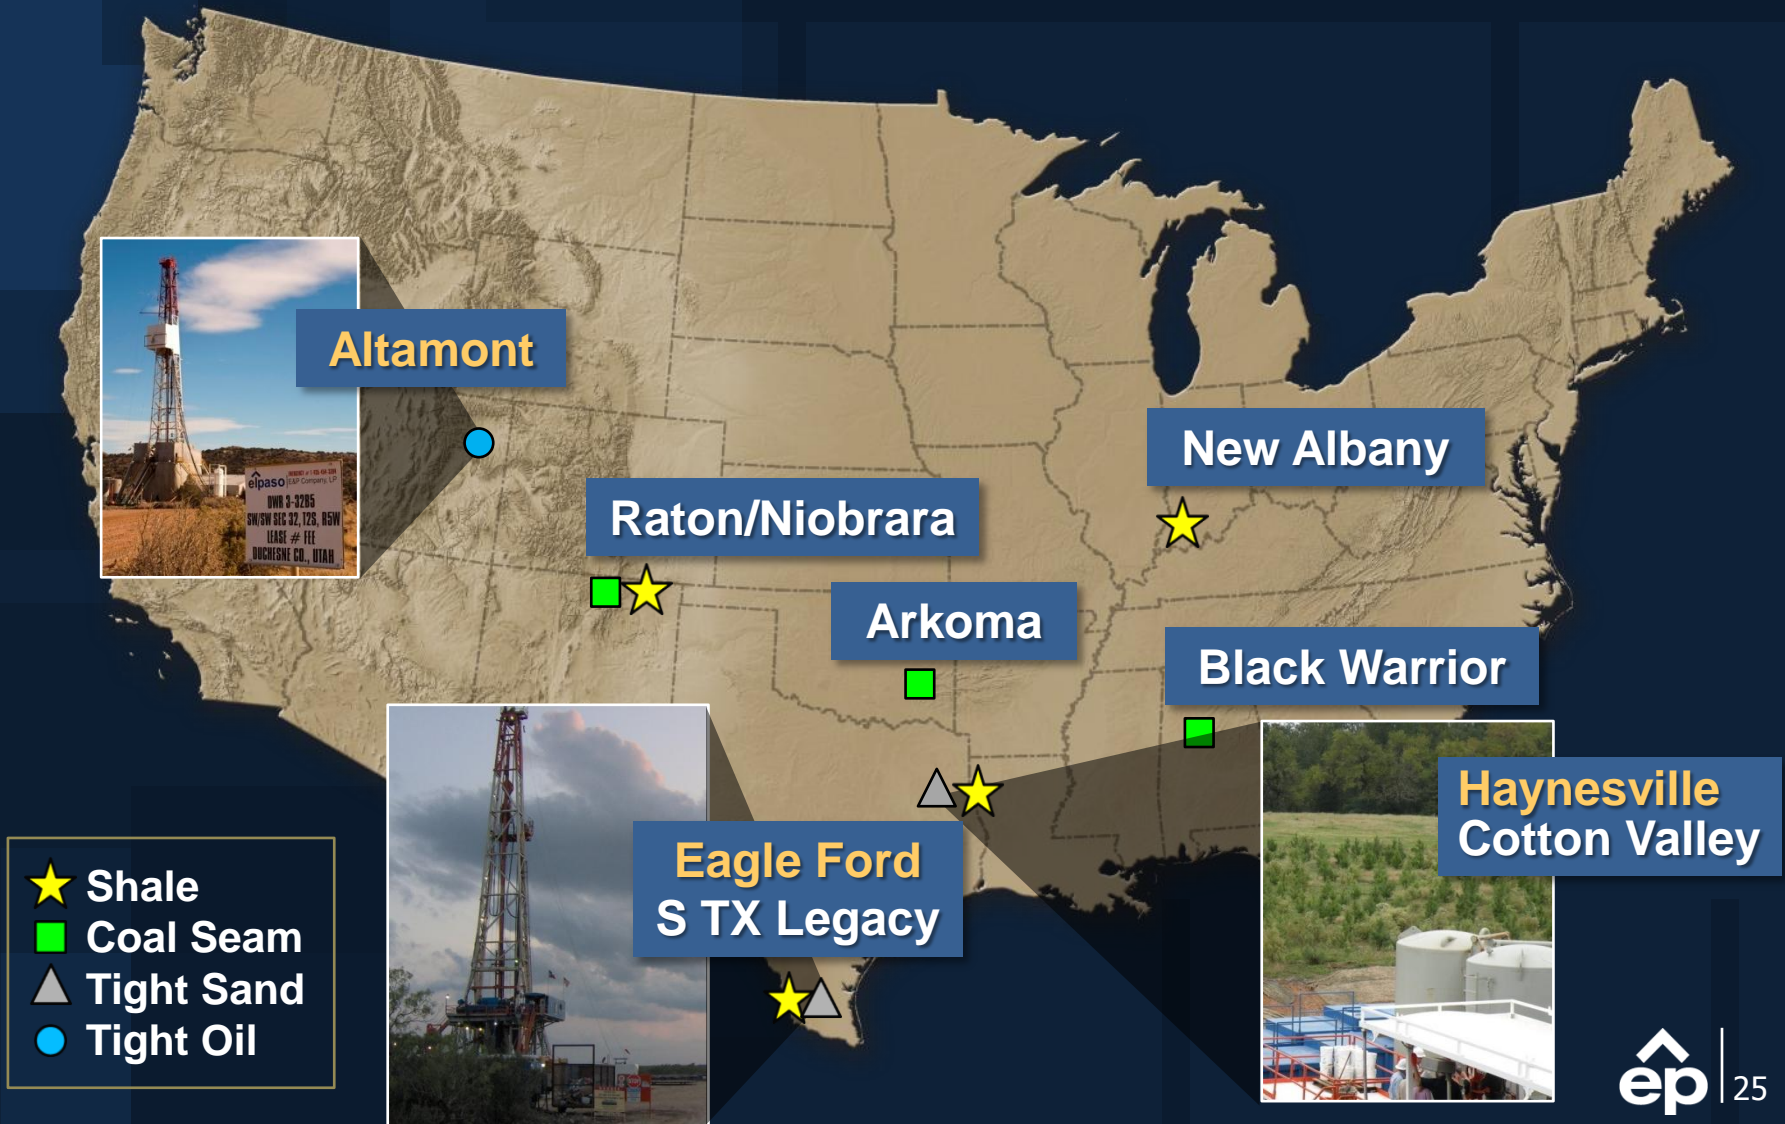 Altamont
elpaso
E&P Company, LP
DWR 3-32B5
SW/SW SEC 32, T2S, R5W
LEASE # FEE
DUCHESNE CO., UTAH
New Albany
Raton/Niobrara
Arkoma
Black Warrior
Haynesville
Cotton Valley
Eagle Ford
S TX Legacy
Shale
Coal Seam
Tight Sand
Tight Oil
ep
25